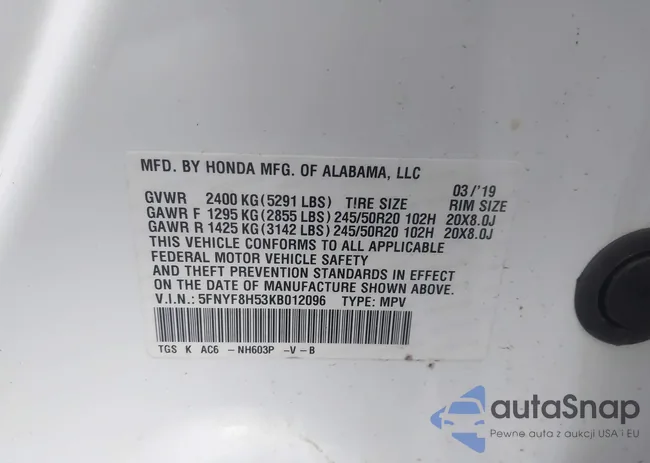 MFD. BY HONDA MFG. OF ALABAMA, LLC
03/'19
GVWR 2400 KG(5291 LBS) TIRE SIZE RIM SIZE
GAWR F 1295 KG(2855 LBS) 245/50R20 102H 20X8.0J
GAWR R 1425 KG(3142 LBS) 245/50R20 102H 20X8.0J
THIS VEHICLE CONFORMS TO ALL APPLICABLE
FEDERAL MOTOR VEHICLE SAFETY
AND THEFT PREVENTION STANDARDS IN EFFECT
ON THE DATE OF MANUFACTURE SHOWN ABOVE.
V.I.N.: 5FNYF8H53KB012096 TYPE: MPV
TGS K AC6 -NH603P -V-B
autoSnap
Pewne auta z aukcji USA i EU